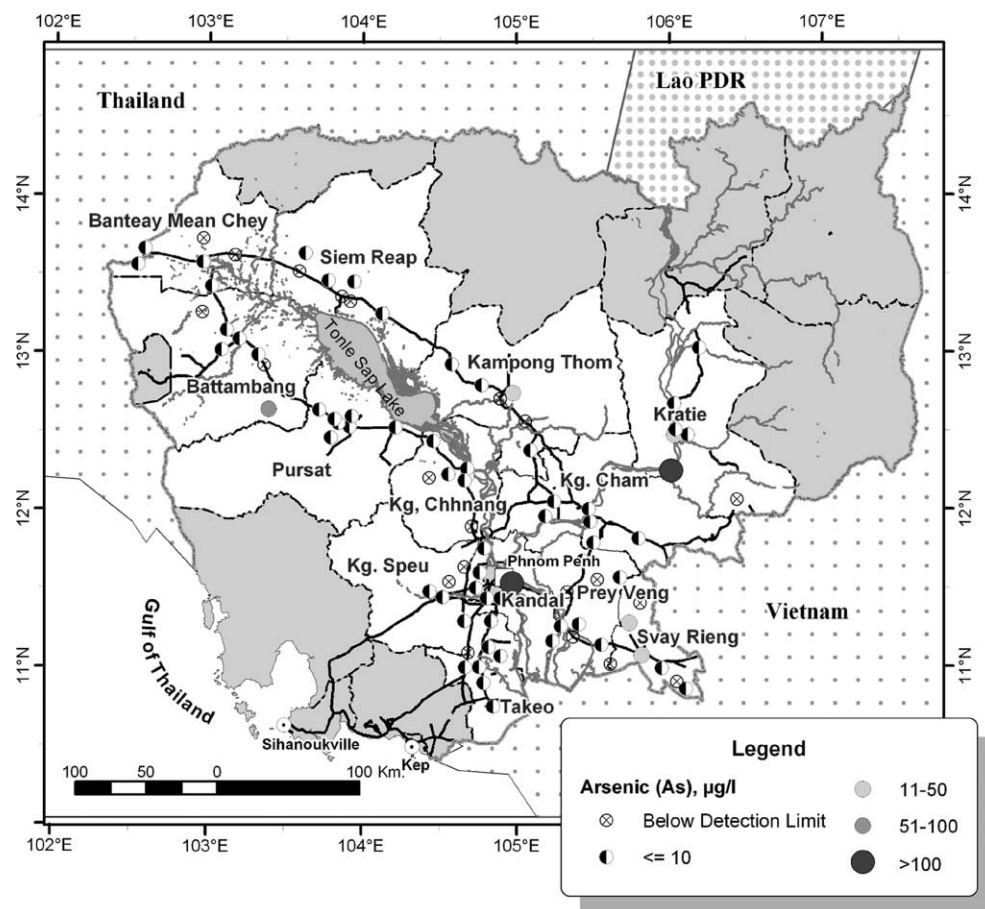 102°E 103°E 104°E 105°E 106°E 107°E
Thailand
Lao PDR
14°N
14°N
Banteay Mean Chey
Siem Reap
13°N
13°N
Tonle Sap Lake
Kampong Thom
Battambang
Kratie
Pursat
Kg. Cham
Kg, Chhnang
12°N
12°N
Phnom Penh
Kg. Speu
Kandal
Prey Veng
Vietnam
Gulf of Thailand
Svay Rieng
11°N
11°N
Takeo
Sihanoukville
Kep
100 50 0 100 Km.
Legend
Arsenic (As), µg/l
Below Detection Limit
<= 10
11-50
51-100
>100
102°E 103°E 104°E 105°E